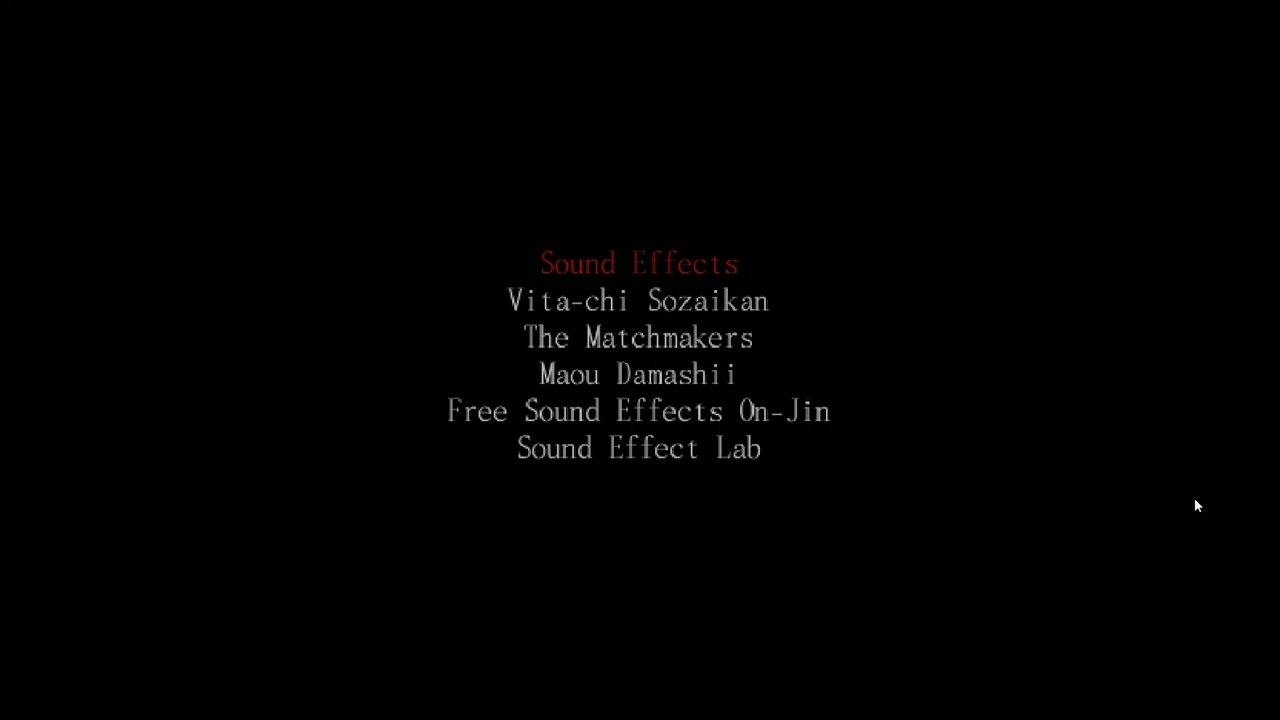 Sound Effects
Vita-chi Sozaikan
The Matchmakers
Maou Damashii
Free Sound Effects On-Jin
Sound Effect Lab